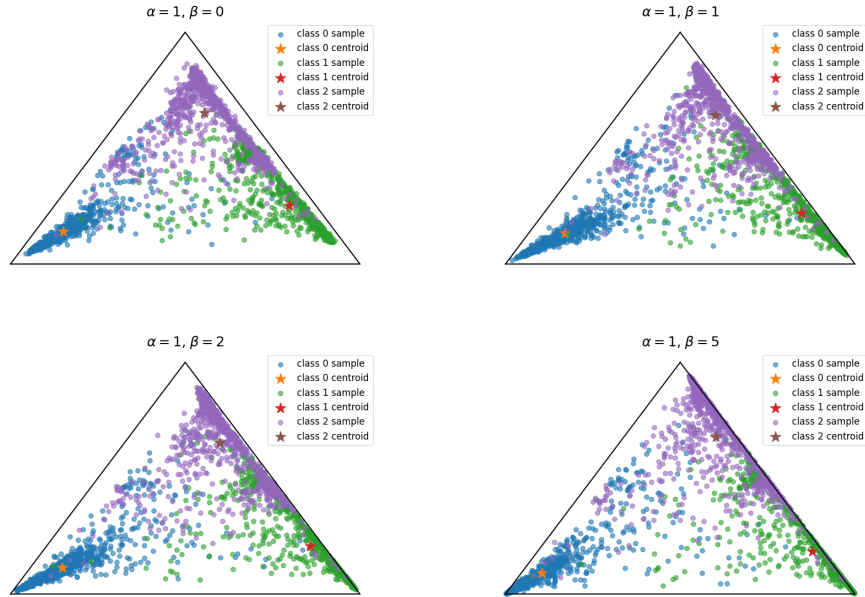 α = 1, β = 0
class 0 sample
class 0 centroid
class 1 sample
class 1 centroid
class 2 sample
class 2 centroid
α = 1, β = 1
class 0 sample
class 0 centroid
class 1 sample
class 1 centroid
class 2 sample
class 2 centroid
α = 1, β = 2
class 0 sample
class 0 centroid
class 1 sample
class 1 centroid
class 2 sample
class 2 centroid
α = 1, β = 5
class 0 sample
class 0 centroid
class 1 sample
class 1 centroid
class 2 sample
class 2 centroid